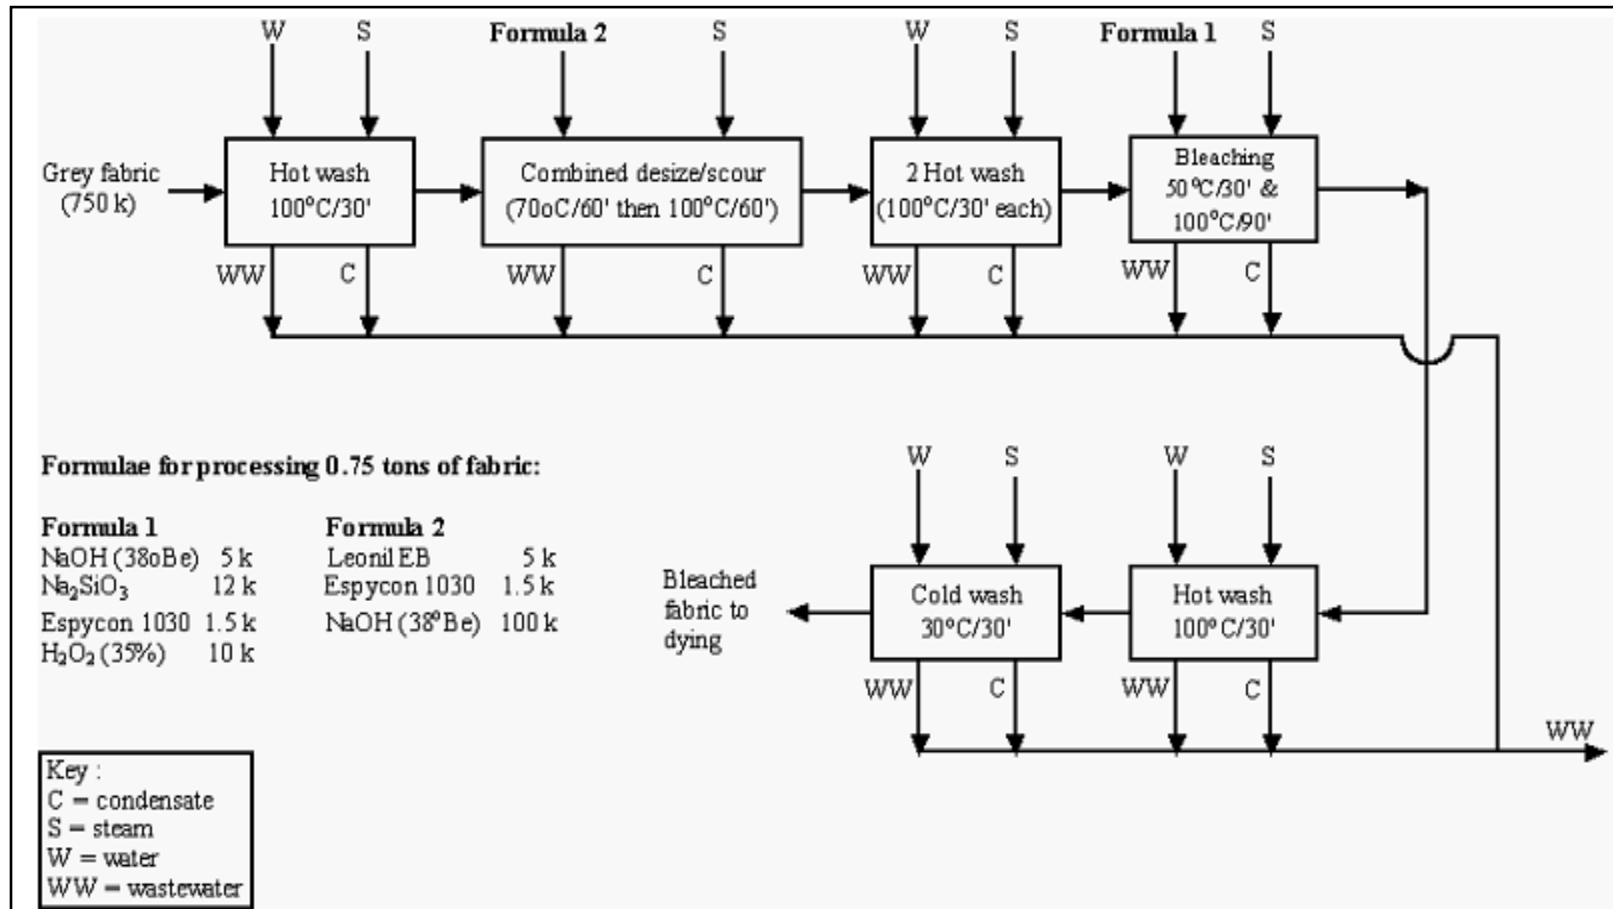 W S Formula 2 S W S Formula 1 S
Grey fabric
(750 k)
Hot wash
100°C/30'
Combined desize/scour
(70oC/60' then 100°C/60')
2 Hot wash
(100°C/30' each)
Bleaching
50°C/30' &
100°C/90'
WW C WW C WW C WW C
Formulae for processing 0.75 tons of fabric:
Formula 1
NaOH (38oBe) 5 k
Na₂SiO₃ 12 k
Espycon 1030 1.5 k
H₂O₂ (35%) 10 k
Formula 2
Leonil EB 5 k
Espycon 1030 1.5 k
NaOH (38°Be) 100 k
W S W S
Bleached
fabric to
dying
Cold wash
30°C/30'
Hot wash
100°C/30'
WW C WW C
WW
Key :
C = condensate
S = steam
W = water
WW = wastewater